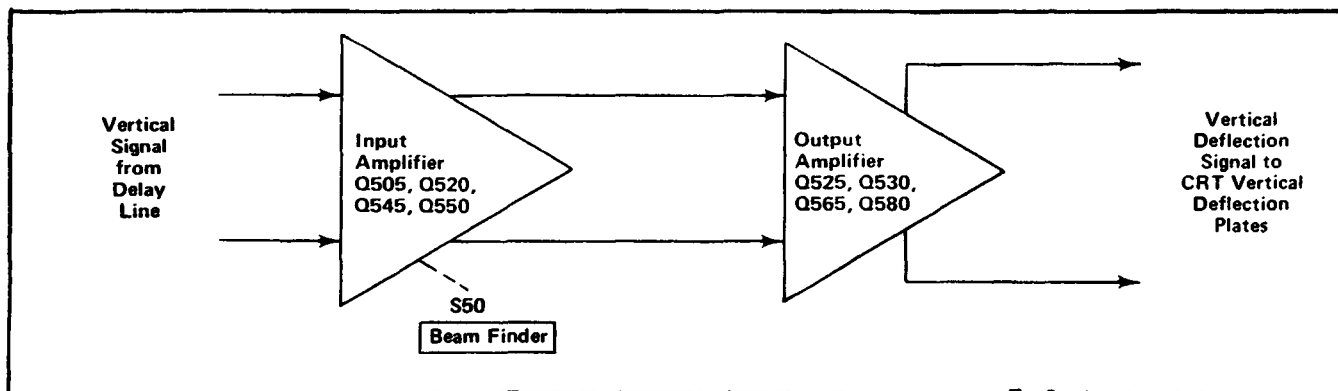 Vertical
Signal
from
Delay
Line
Input
Amplifier
Q505, Q520,
Q545, Q550
S50
Beam Finder
Output
Amplifier
Q525, Q530,
Q565, Q580
Vertical
Deflection
Signal to
CRT Vertical
Deflection
Plates